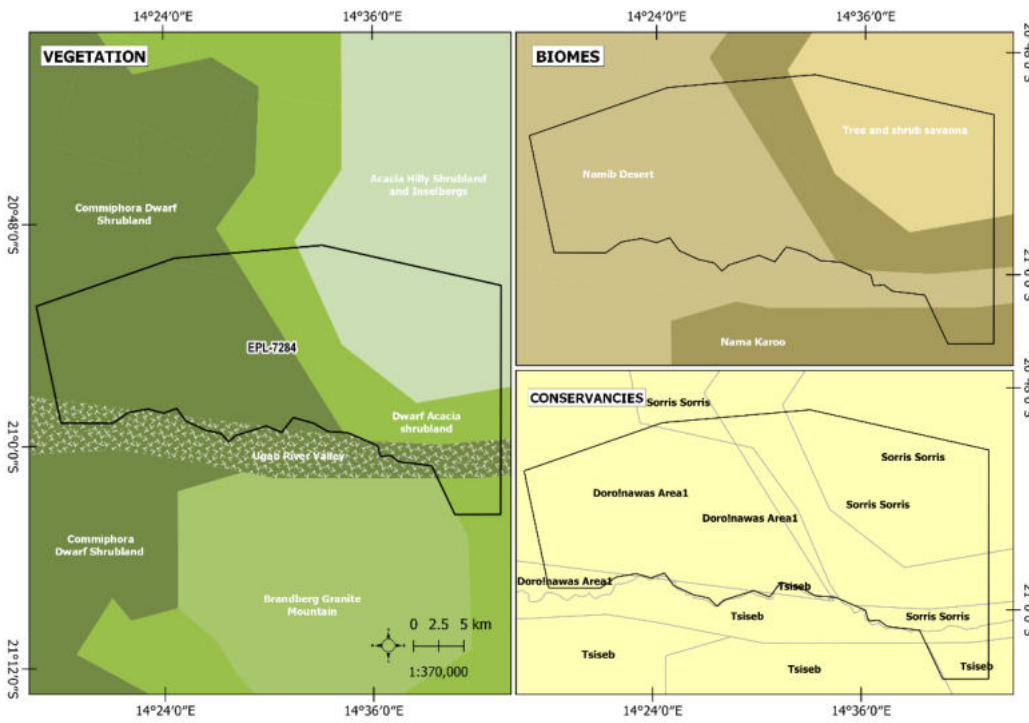 14°24'0"E
14°36'0"E
14°24'0"E
14°36'0"E
VEGETATION
BIOMES
Acacia Hilly Shrubland
and Inselbergs
Commiphora Dwarf
Shrubland
20°48'0"S
EPL-7284
Dwarf Acacia
shrubland
21°0'0"S
Ugab River Valley
Commiphora
Dwarf Shrubland
Brandberg Granite
Mountain
0 2.5 5 km
1:370,000
21°12'0"S
14°24'0"E
14°36'0"E
Tree and shrub savanna
Namib Desert
Nama Karoo
CONSERVANCIES
Sorris Sorris
Sorris Sorris
Doro!nawas Area1
Sorris Sorris
Doro!nawas Area1
Doro!nawas Area1
Tsiseb
Tsiseb
Sorris Sorris
Tsiseb
Tsiseb
Tsiseb
14°24'0"E
14°36'0"E